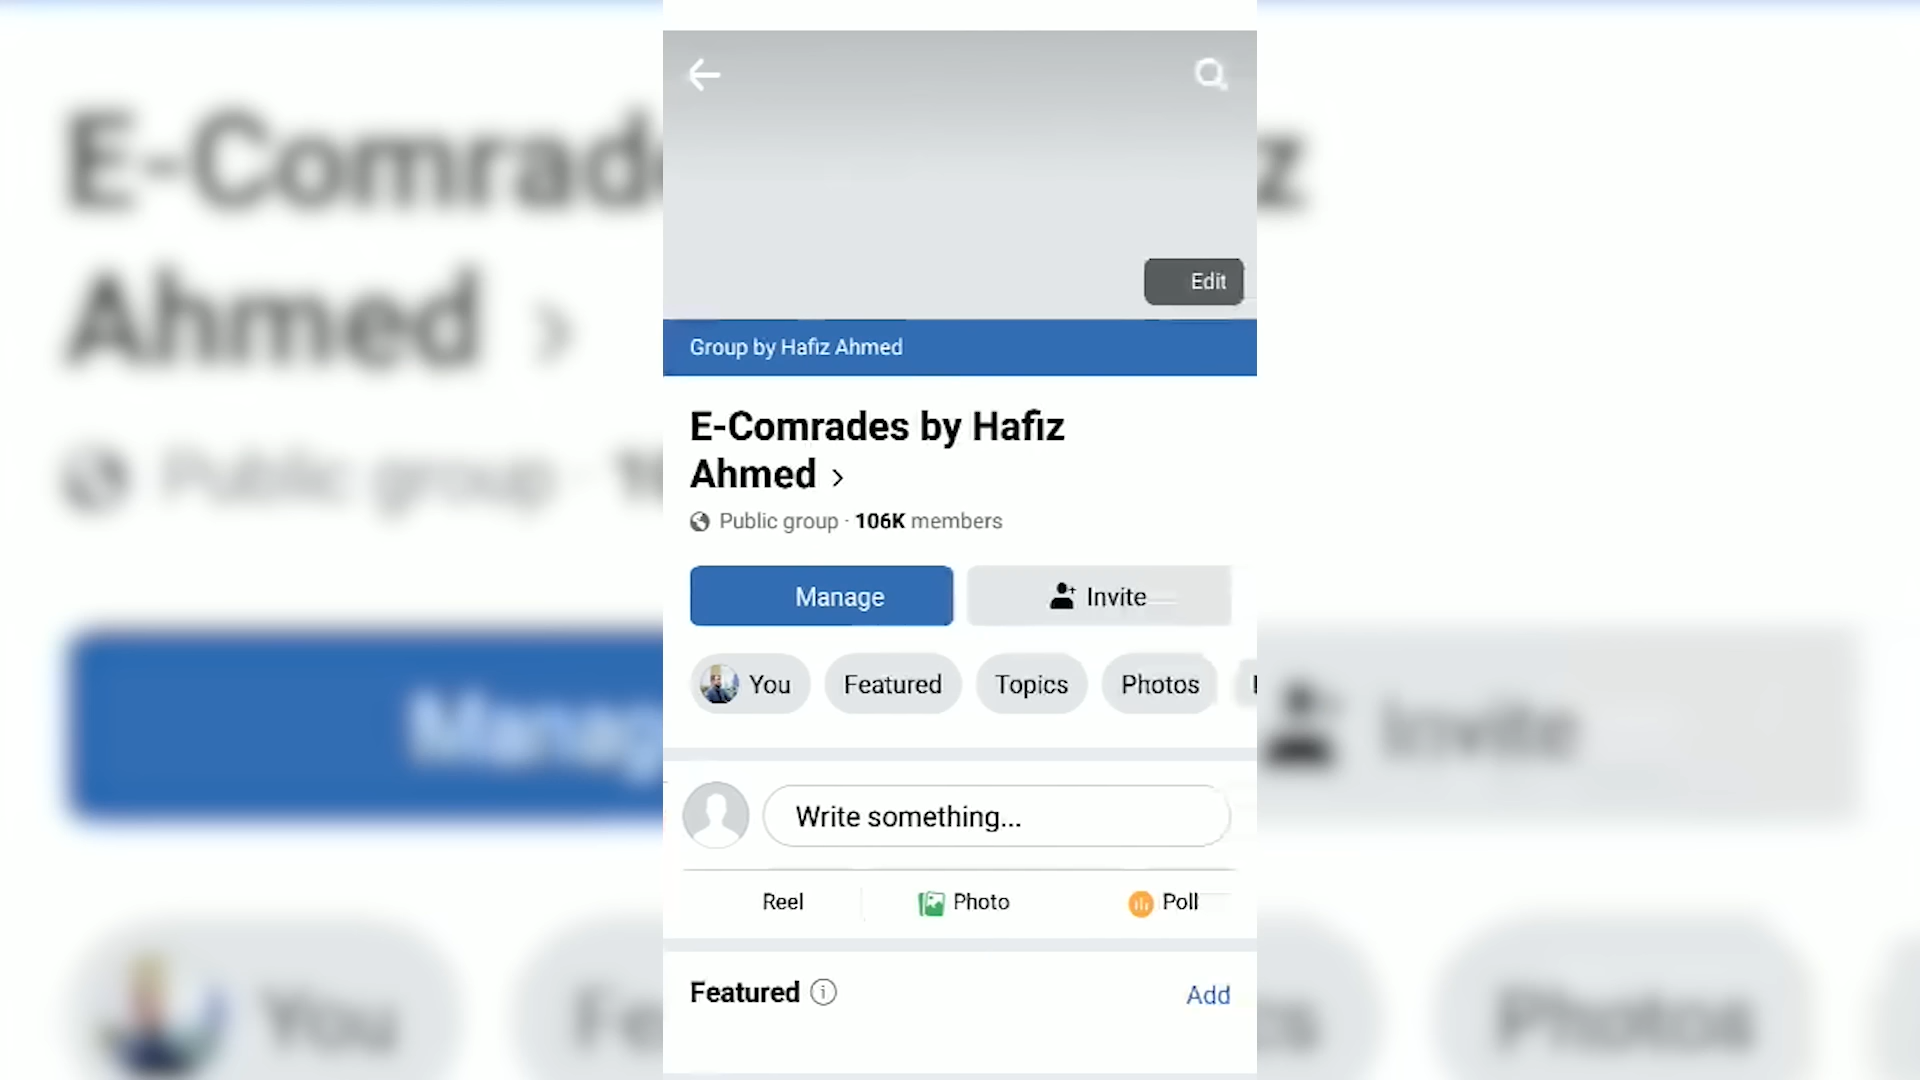 Edit
Group by Hafiz Ahmed
E-Comrades by Hafiz
Ahmed >
Public group · 106K members
Manage
Invite
You
Featured
Topics
Photos
Write something...
Reel
Photo
Poll
Featured
Add